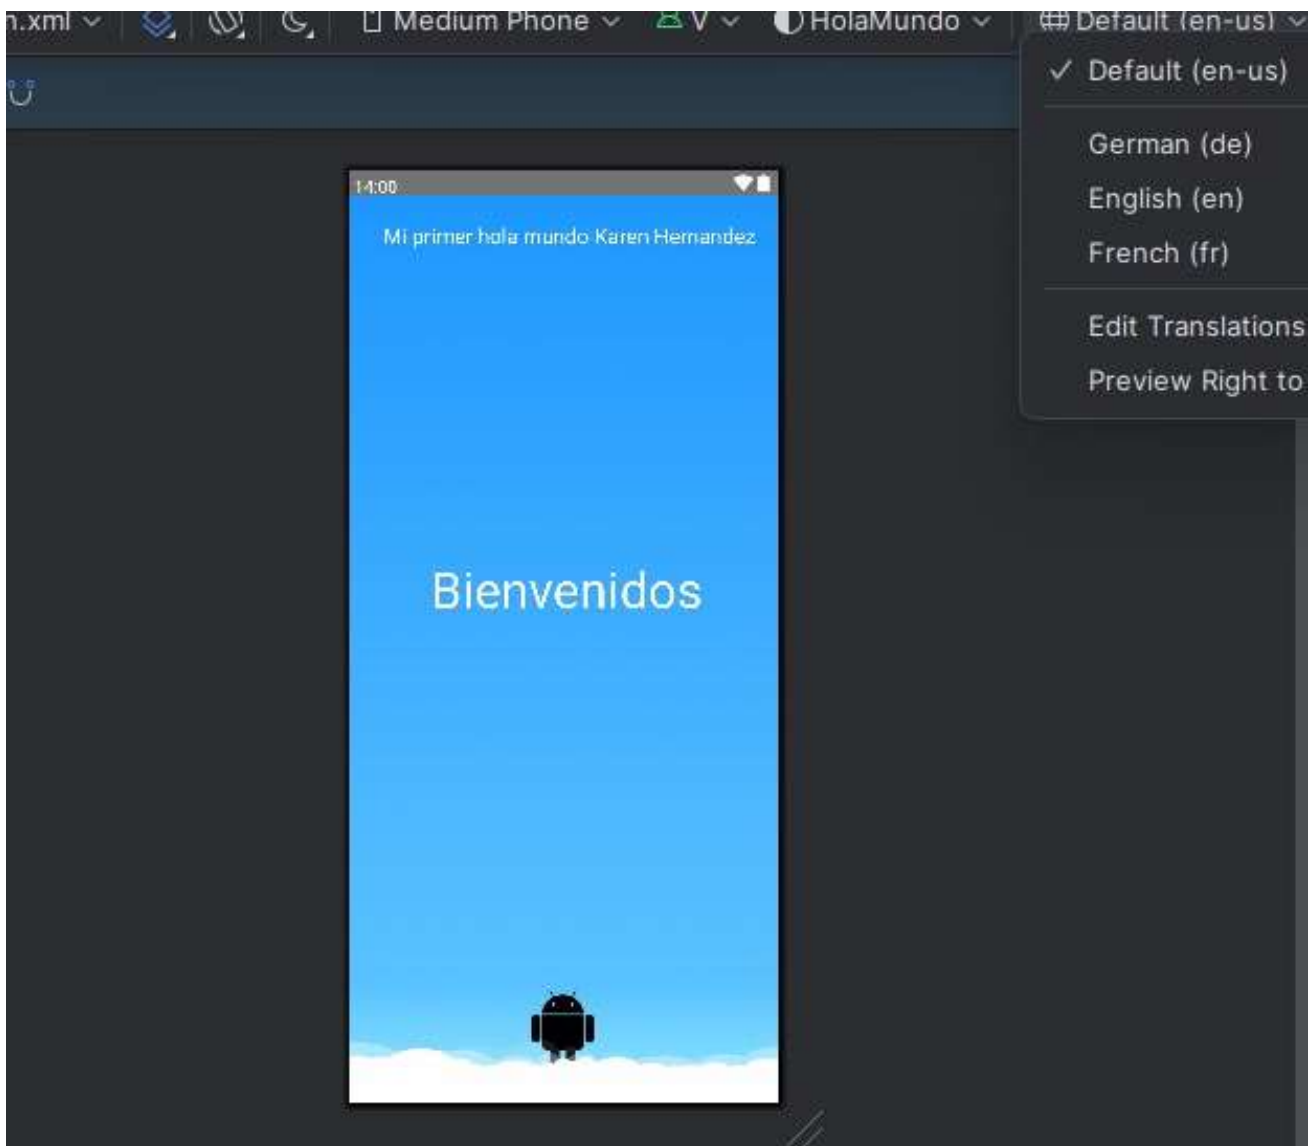 n.xml Medium Phone V HolaMundo Default (en-us)
Default (en-us)
German (de)
English (en)
French (fr)
Edit Translations
Preview Right to
14:00
Mi primer hola mundo Karen Hernandez
Bienvenidos